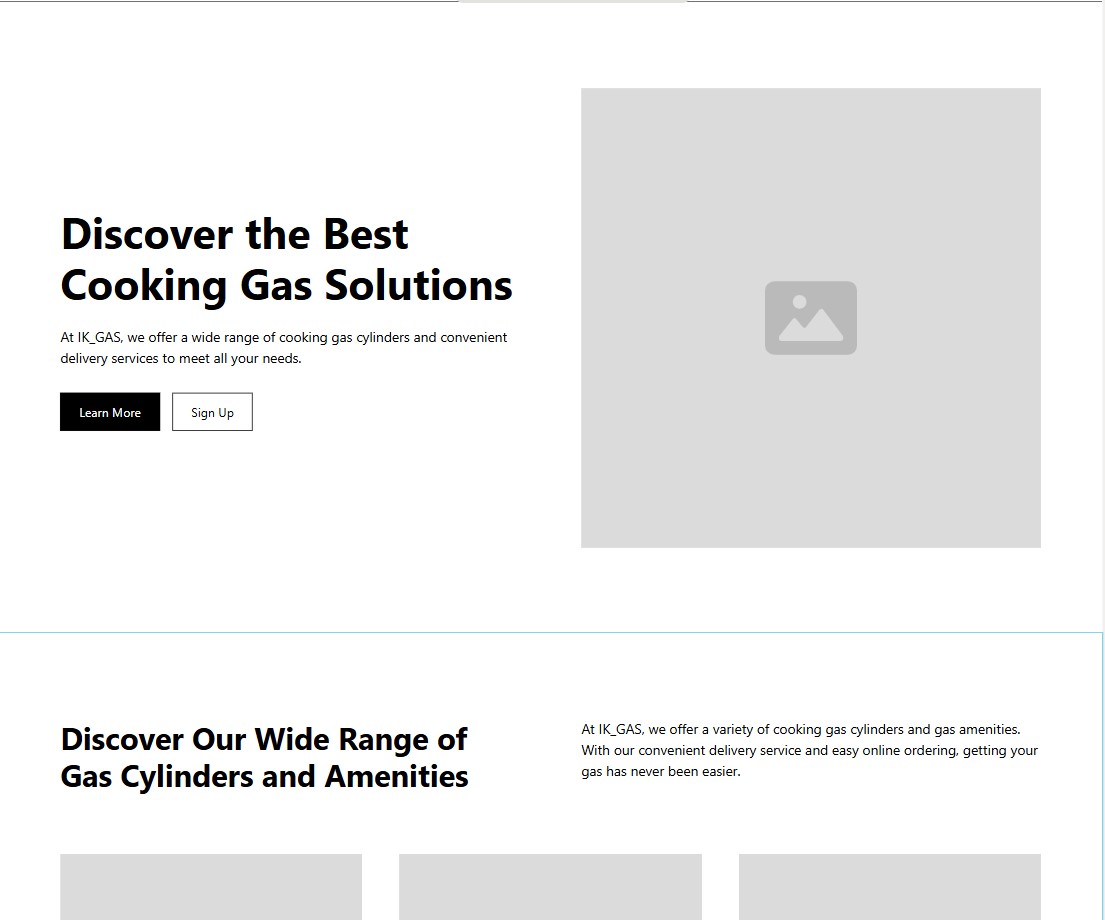 Discover the Best
Cooking Gas Solutions
At IK_GAS, we offer a wide range of cooking gas cylinders and convenient
delivery services to meet all your needs.
Learn More
Sign Up
Discover Our Wide Range of
Gas Cylinders and Amenities
At IK_GAS, we offer a variety of cooking gas cylinders and gas amenities.
With our convenient delivery service and easy online ordering, getting your
gas has never been easier.